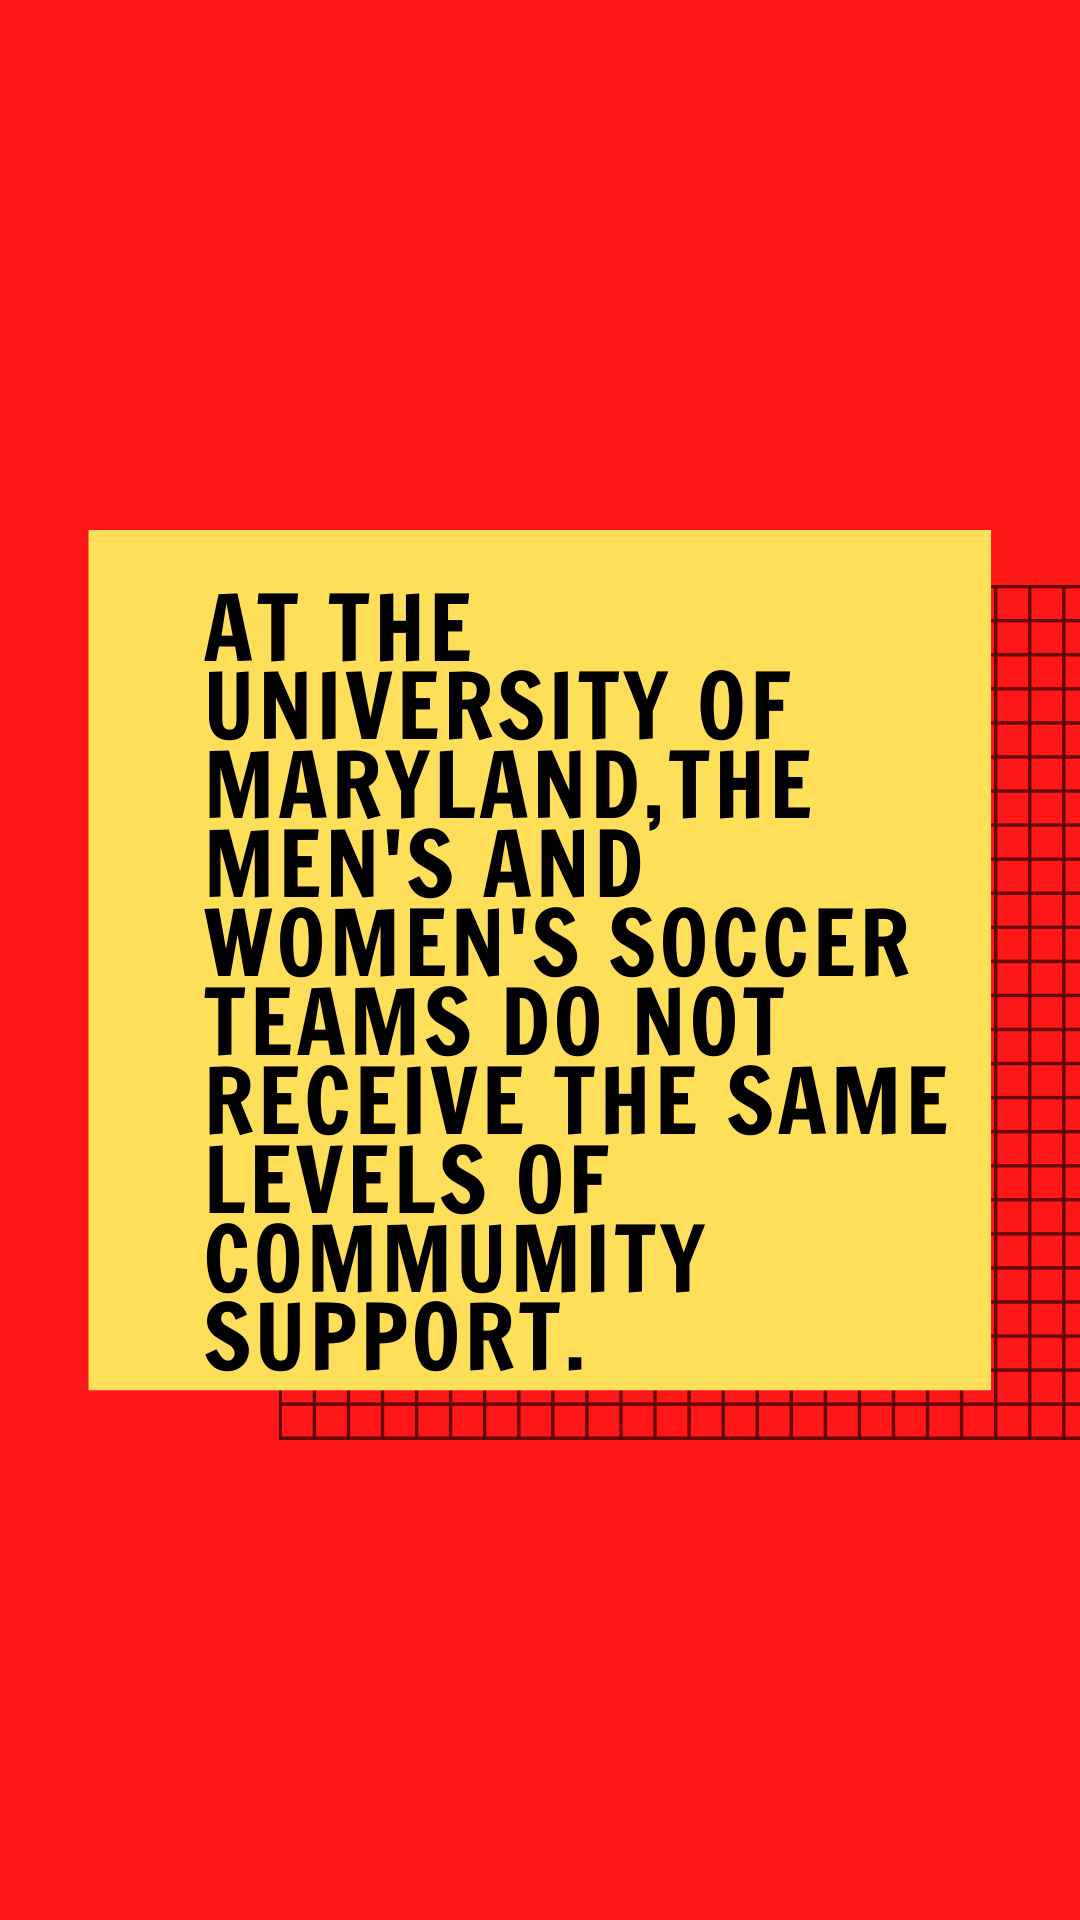 AT THE
UNIVERSITY OF
MARYLAND,THE
MEN'S AND
WOMEN'S SOCCER
TEAMS DO NOT
RECEIVE THE SAME
LEVELS OF
COMMUMITY
SUPPORT.